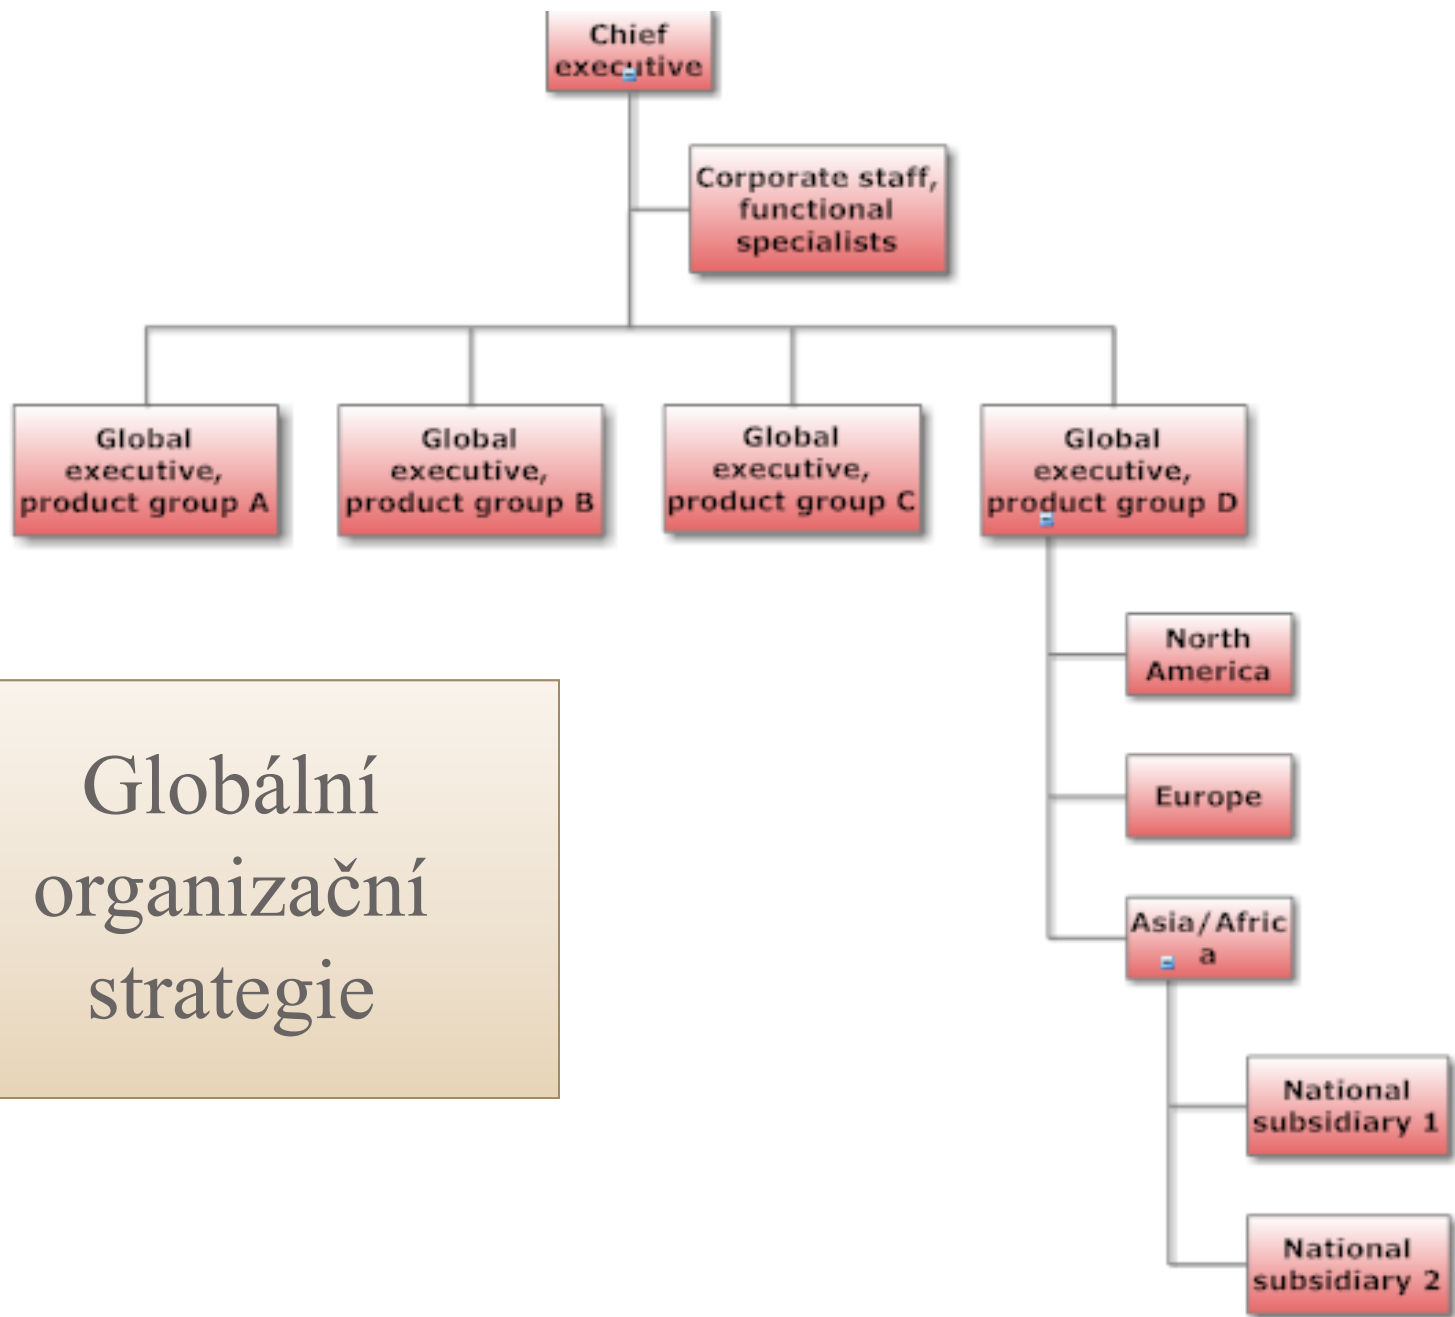 Chief
executive
Corporate staff,
functional
specialists
Global
executive,
product group A
Global
executive,
product group B
Global
executive,
product group C
Global
executive,
product group D
North
America
Europe
Asia/Afric
a
National
subsidiary 1
National
subsidiary 2
Globální
organizační
strategie